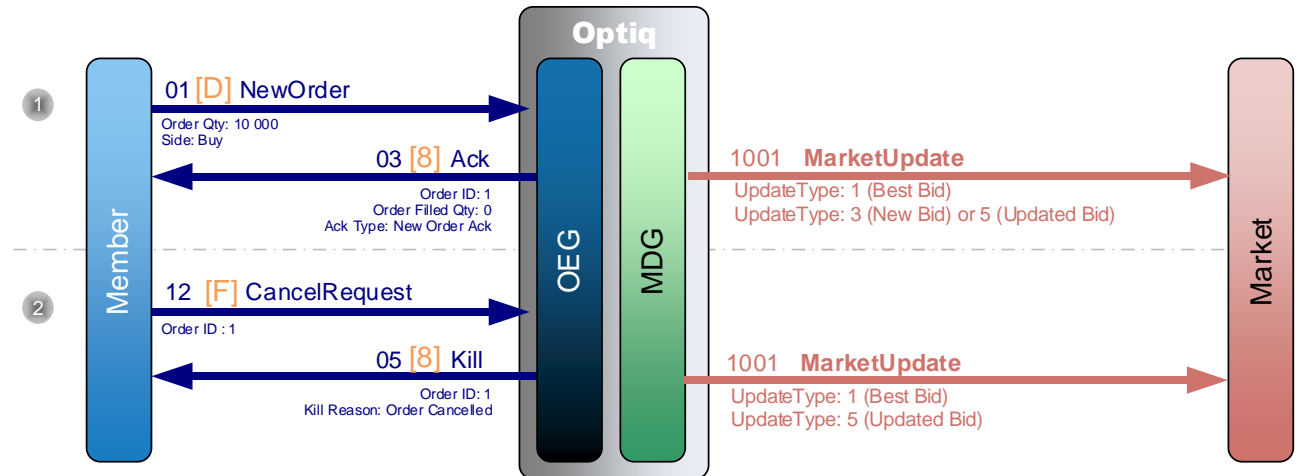 Optiq
Member
OEG
MDG
Market
1
01 [D] NewOrder
Order Qty: 10 000
Side: Buy
03 [8] Ack
Order ID: 1
Order Filled Qty: 0
Ack Type: New Order Ack
1001 MarketUpdate
UpdateType: 1 (Best Bid)
UpdateType: 3 (New Bid) or 5 (Updated Bid)
2
12 [F] CancelRequest
Order ID : 1
05 [8] Kill
Order ID: 1
Kill Reason: Order Cancelled
1001 MarketUpdate
UpdateType: 1 (Best Bid)
UpdateType: 5 (Updated Bid)